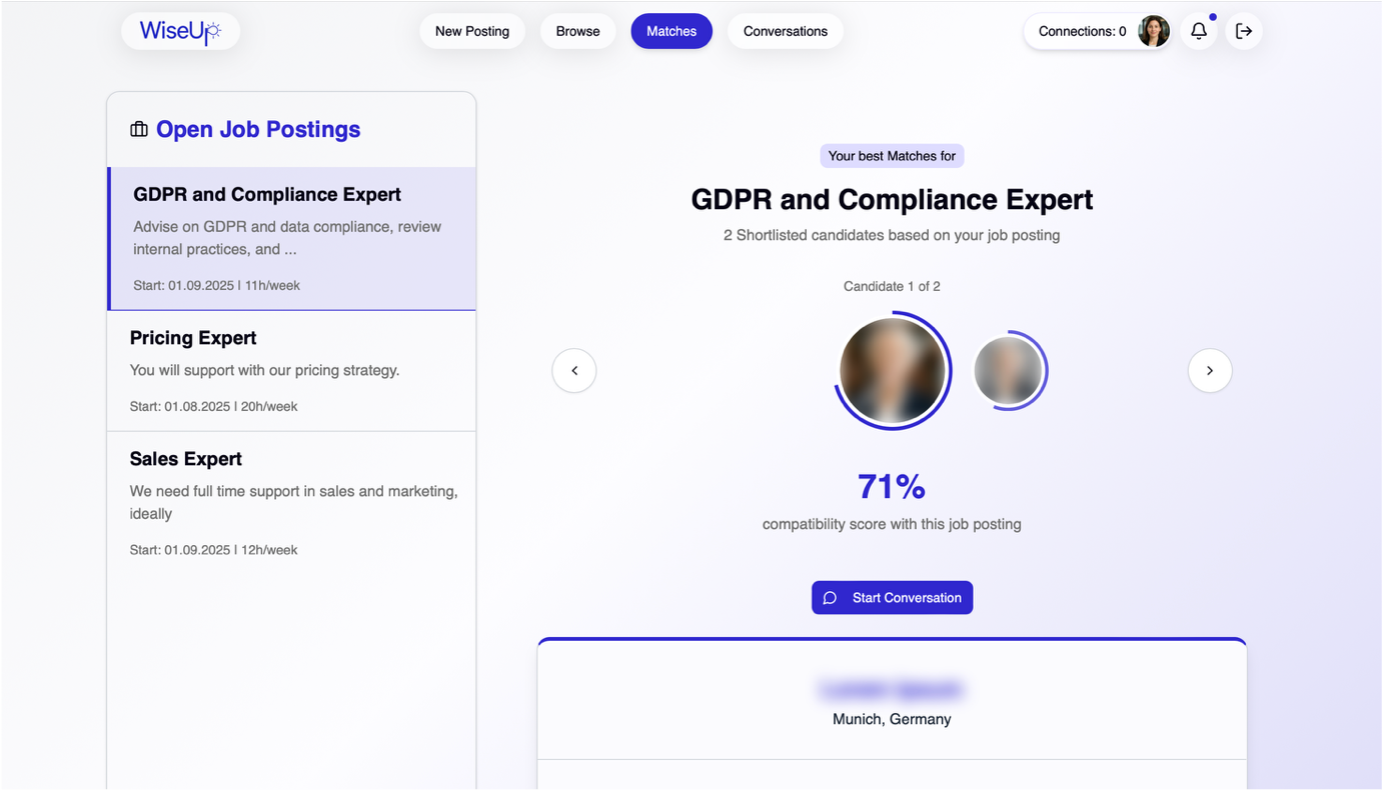 WiseUp
New Posting
Browse
Matches
Conversations
Connections: 0
Open Job Postings
GDPR and Compliance Expert
Advise on GDPR and data compliance, review
internal practices, and ...
Start: 01.09.2025 | 11h/week
Pricing Expert
You will support with our pricing strategy.
Start: 01.08.2025 | 20h/week
Sales Expert
We need full time support in sales and marketing,
ideally
Start: 01.09.2025 | 12h/week
Your best Matches for
GDPR and Compliance Expert
2 Shortlisted candidates based on your job posting
Candidate 1 of 2
71%
compatibility score with this job posting
Start Conversation
Munich, Germany